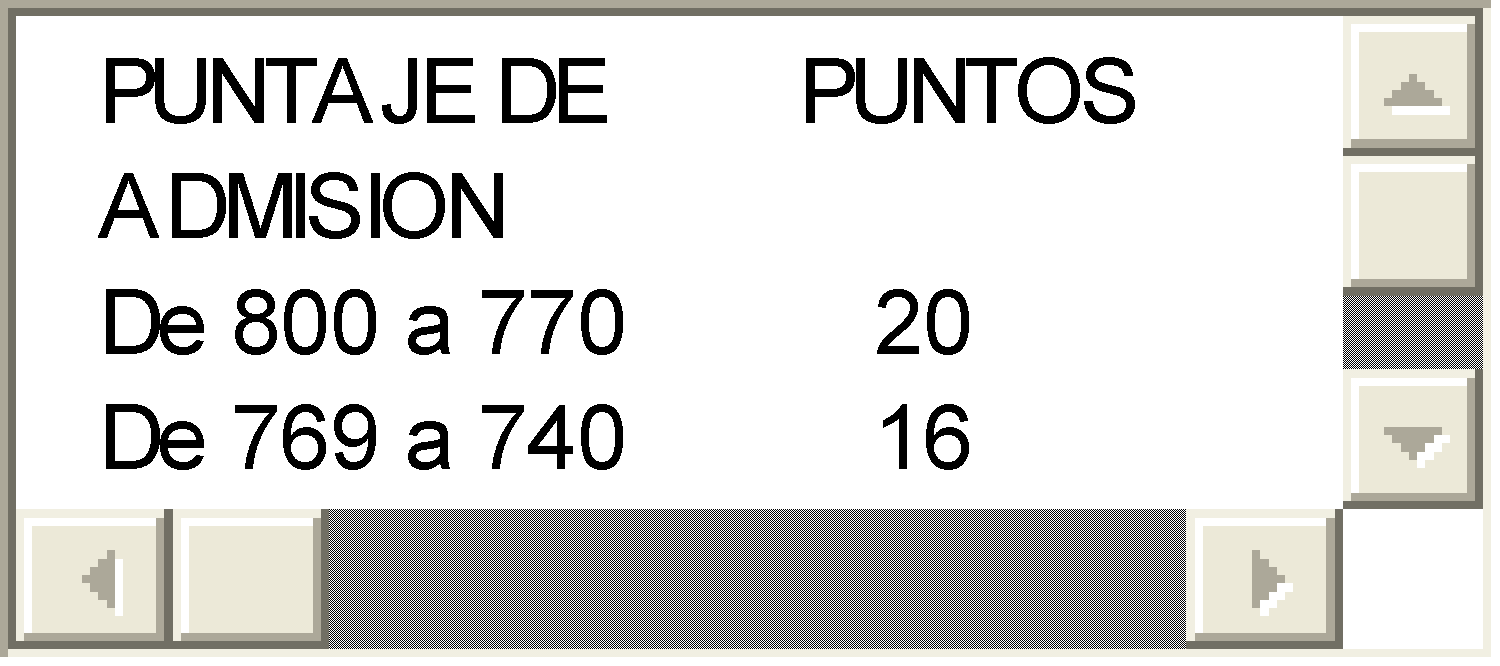 PUNTAJE DE PUNTOS
ADMISION
De 800 a 770 20
De 769 a 740 16